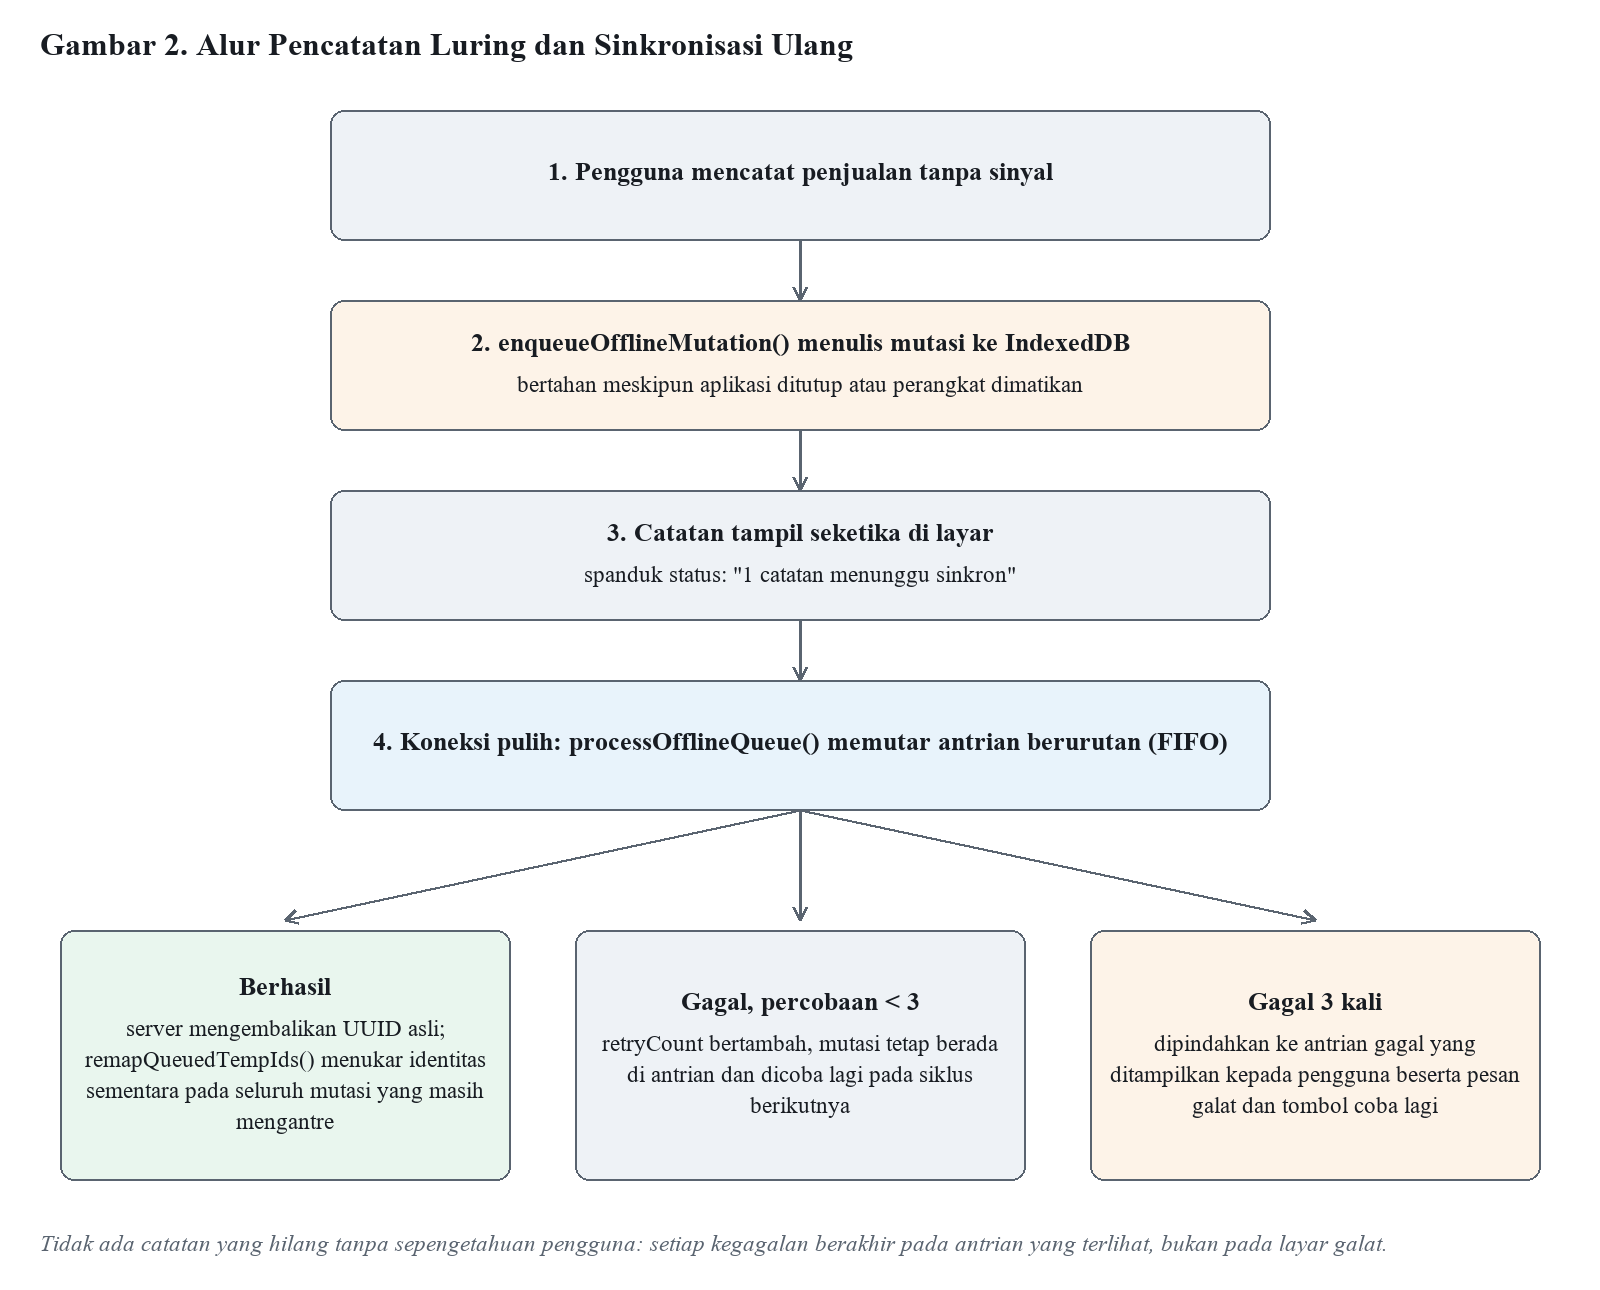 Gambar 2. Alur Pencatatan Luring dan Sinkronisasi Ulang
1. Pengguna mencatat penjualan tanpa sinyal
2. enqueueOfflineMutation() menulis mutasi ke IndexedDB
bertahan meskipun aplikasi ditutup atau perangkat dimatikan
3. Catatan tampil seketika di layar
spanduk status: "1 catatan menunggu sinkron"
4. Koneksi pulih: processOfflineQueue() memutar antrian berurutan (FIFO)
Berhasil
server mengembalikan UUID asli;
remapQueuedTempIds() menukar identitas
sementara pada seluruh mutasi yang masih
mengantre
Gagal, percobaan < 3
retryCount bertambah, mutasi tetap berada
di antrian dan dicoba lagi pada siklus
berikutnya
Gagal 3 kali
dipindahkan ke antrian gagal yang
ditampilkan kepada pengguna beserta pesan
galat dan tombol coba lagi
Tidak ada catatan yang hilang tanpa sepengetahuan pengguna: setiap kegagalan berakhir pada antrian yang terlihat, bukan pada layar galat.